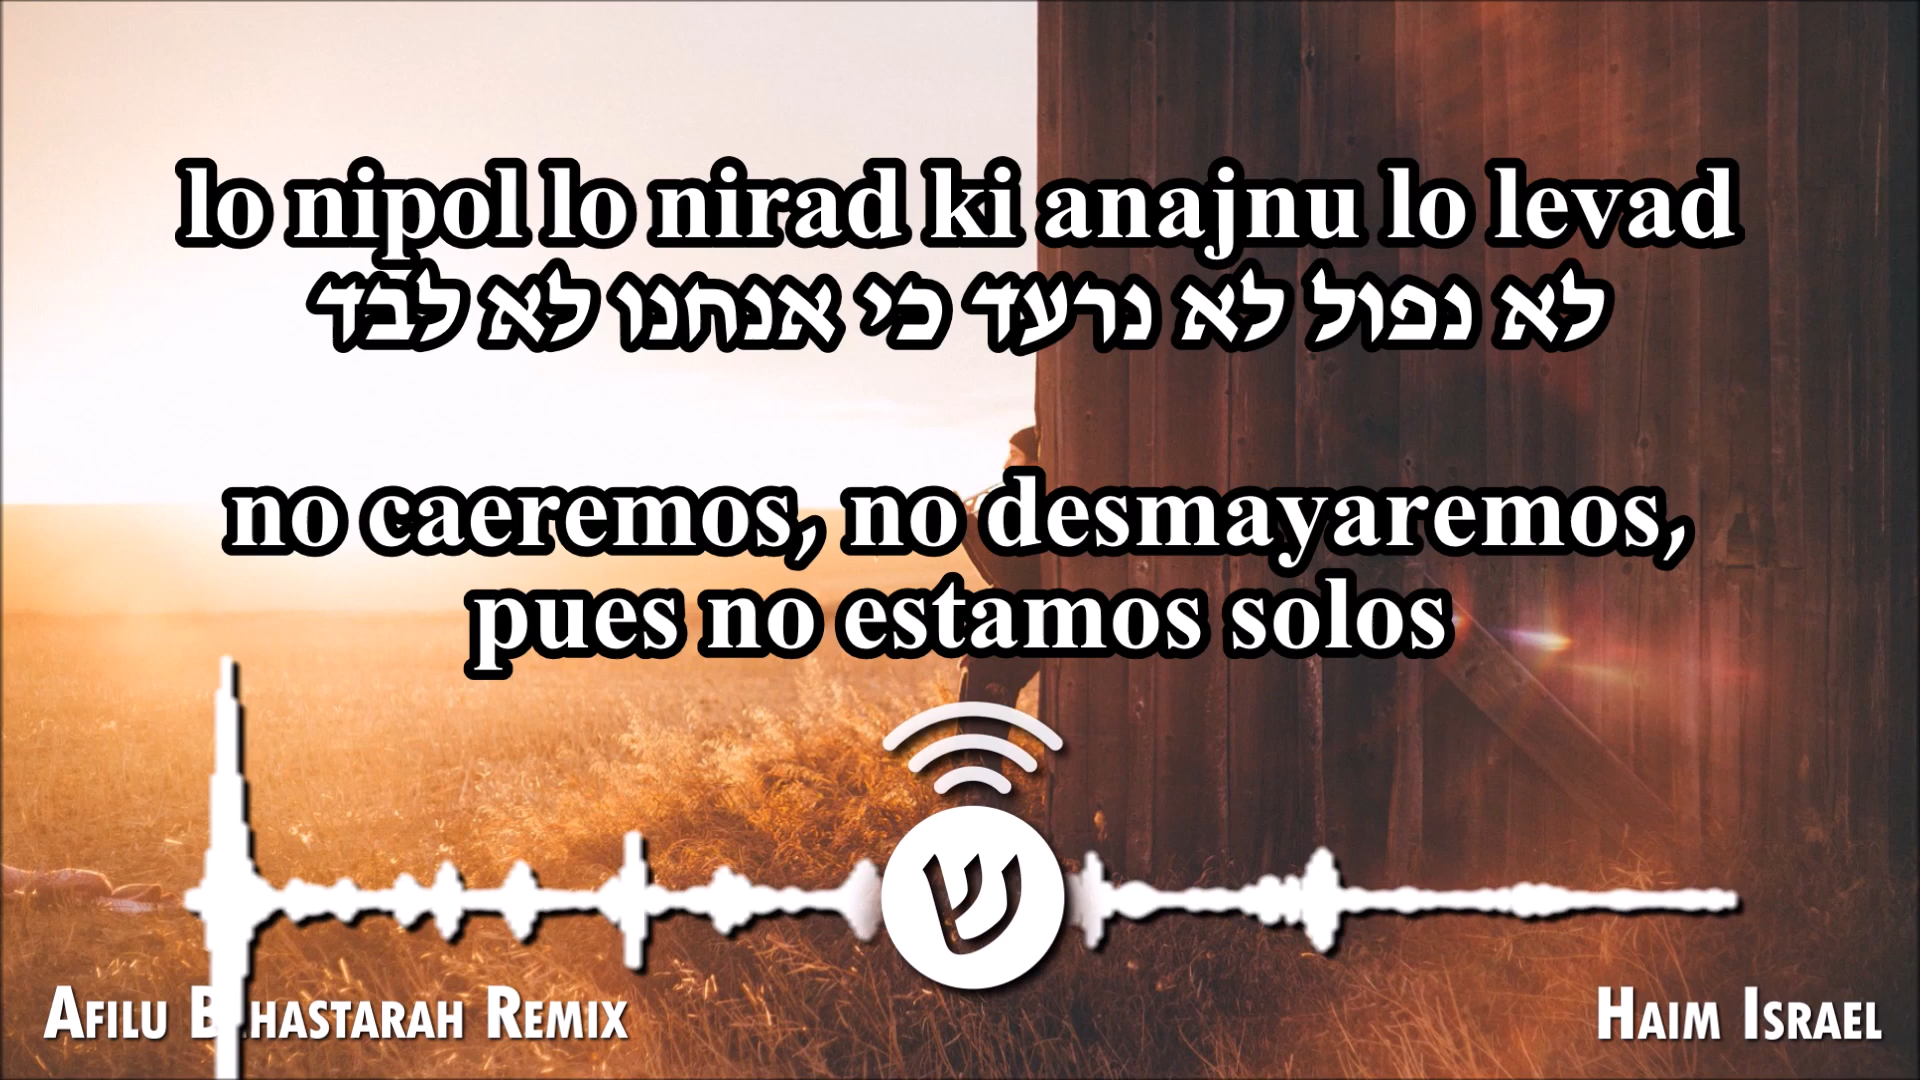 lo nipol lo nirad ki anajnu lo levad
לא נפול לא נרעד כי אנחנו לא לבד
no caeremos, no desmayaremos,
pues no estamos solos
ש
Afilu Remix
Haim Israel